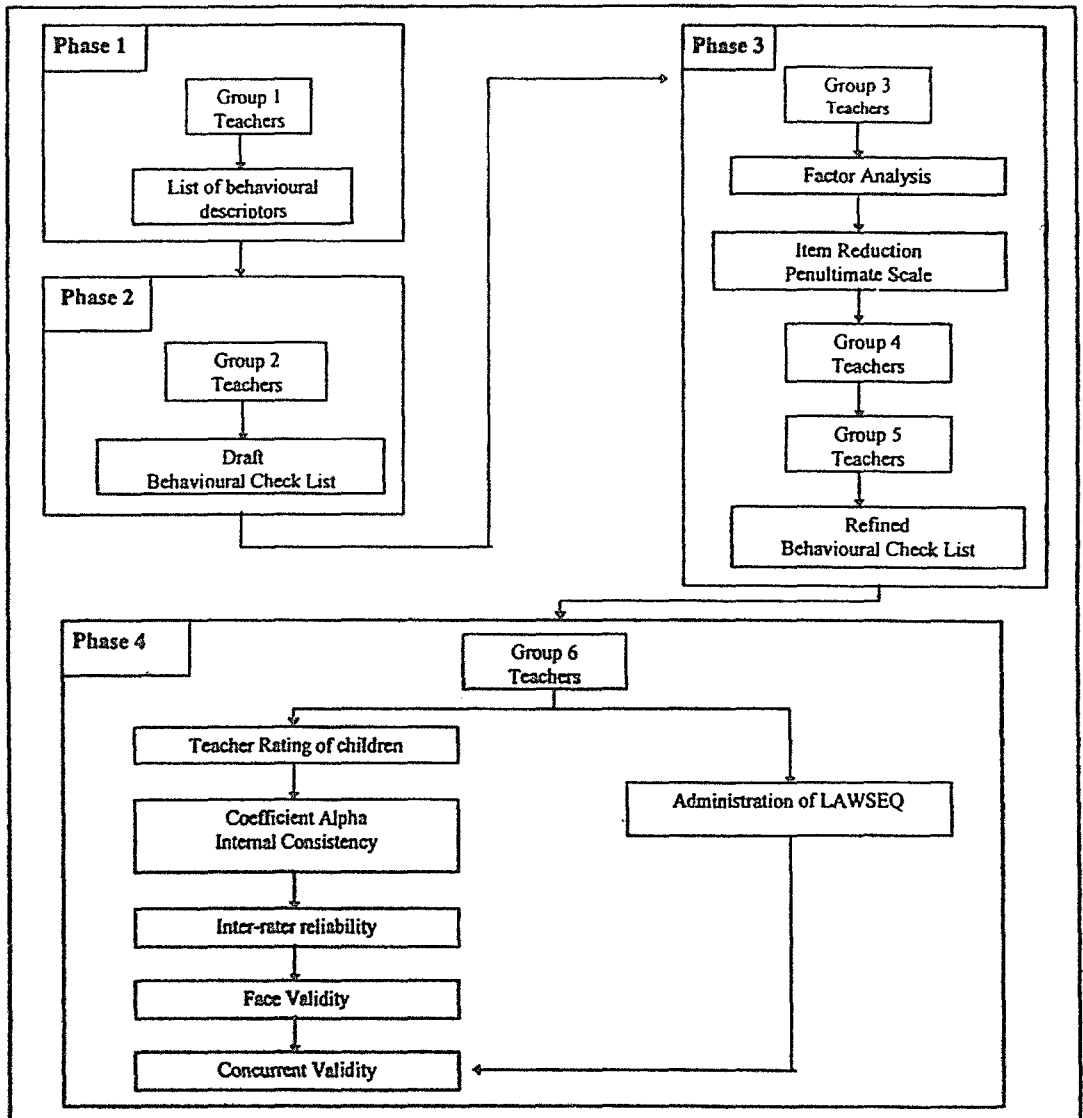 Phase 1
Group 1
Teachers
List of behavioural
descriptors
Phase 2
Group 2
Teachers
Draft
Behavioural Check List
Phase 3
Group 3
Teachers
Factor Analysis
Item Reduction
Penultimate Scale
Group 4
Teachers
Group 5
Teachers
Refined
Behavioural Check List
Phase 4
Group 6
Teachers
Teacher Rating of children
Coefficient Alpha
Internal Consistency
Inter-rater reliability
Face Validity
Concurrent Validity
Administration of LAWSEQ